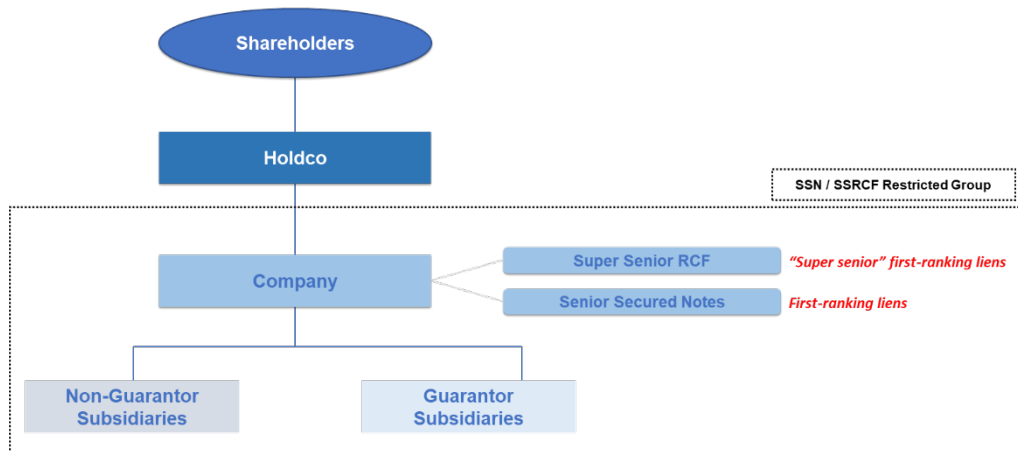 Shareholders
Holdco
SSN / SSRCF Restricted Group
Company
Super Senior RCF
“Super senior” first-ranking liens
Senior Secured Notes
First-ranking liens
Non-Guarantor
Subsidiaries
Guarantor
Subsidiaries